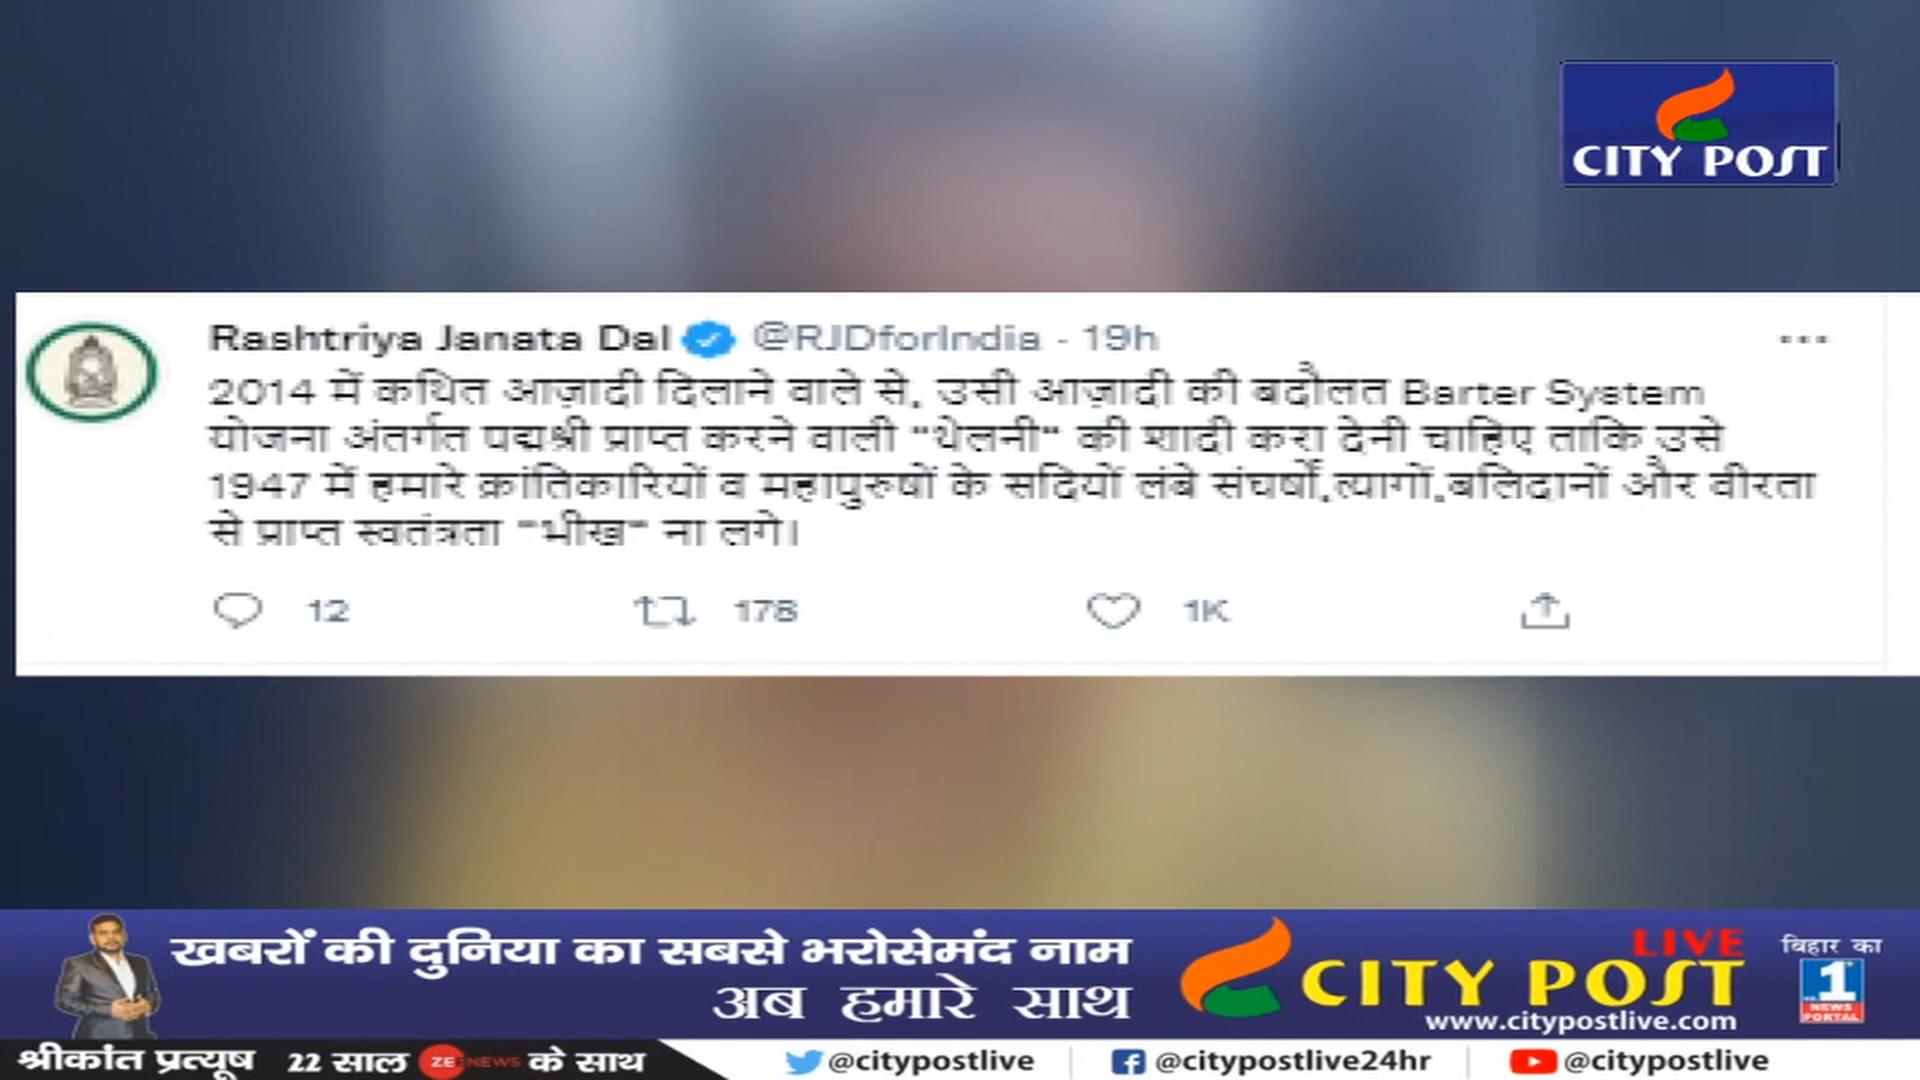 CITY POST
Rashtriya Janata Dal @RJDforIndia · 19h
2014 में कथित आज़ादी दिलाने वाले से, उसी आज़ादी की बदौलत Barter System
योजना अंतर्गत पद्मश्री प्राप्त करने वाली "थेलनी" की शादी करा देनी चाहिए ताकि उसे
1947 में हमारे क्रांतिकारियों व महापुरुषों के सदियों लंबे संघर्षों,त्यागों,बलिदानों और वीरता
से प्राप्त स्वतंत्रता "भीख" ना लगे।
12 178 1K
खबरों की दुनिया का सबसे भरोसेमंद नाम
अब हमारे साथ
LIVE
CITY POST
www.citypostlive.com
बिहार का
No. 1
NEWS
PORTAL
श्रीकांत प्रत्यूष 22 साल ZEE NEWS के साथ
@citypostlive @citypostlive24hr @citypostlive